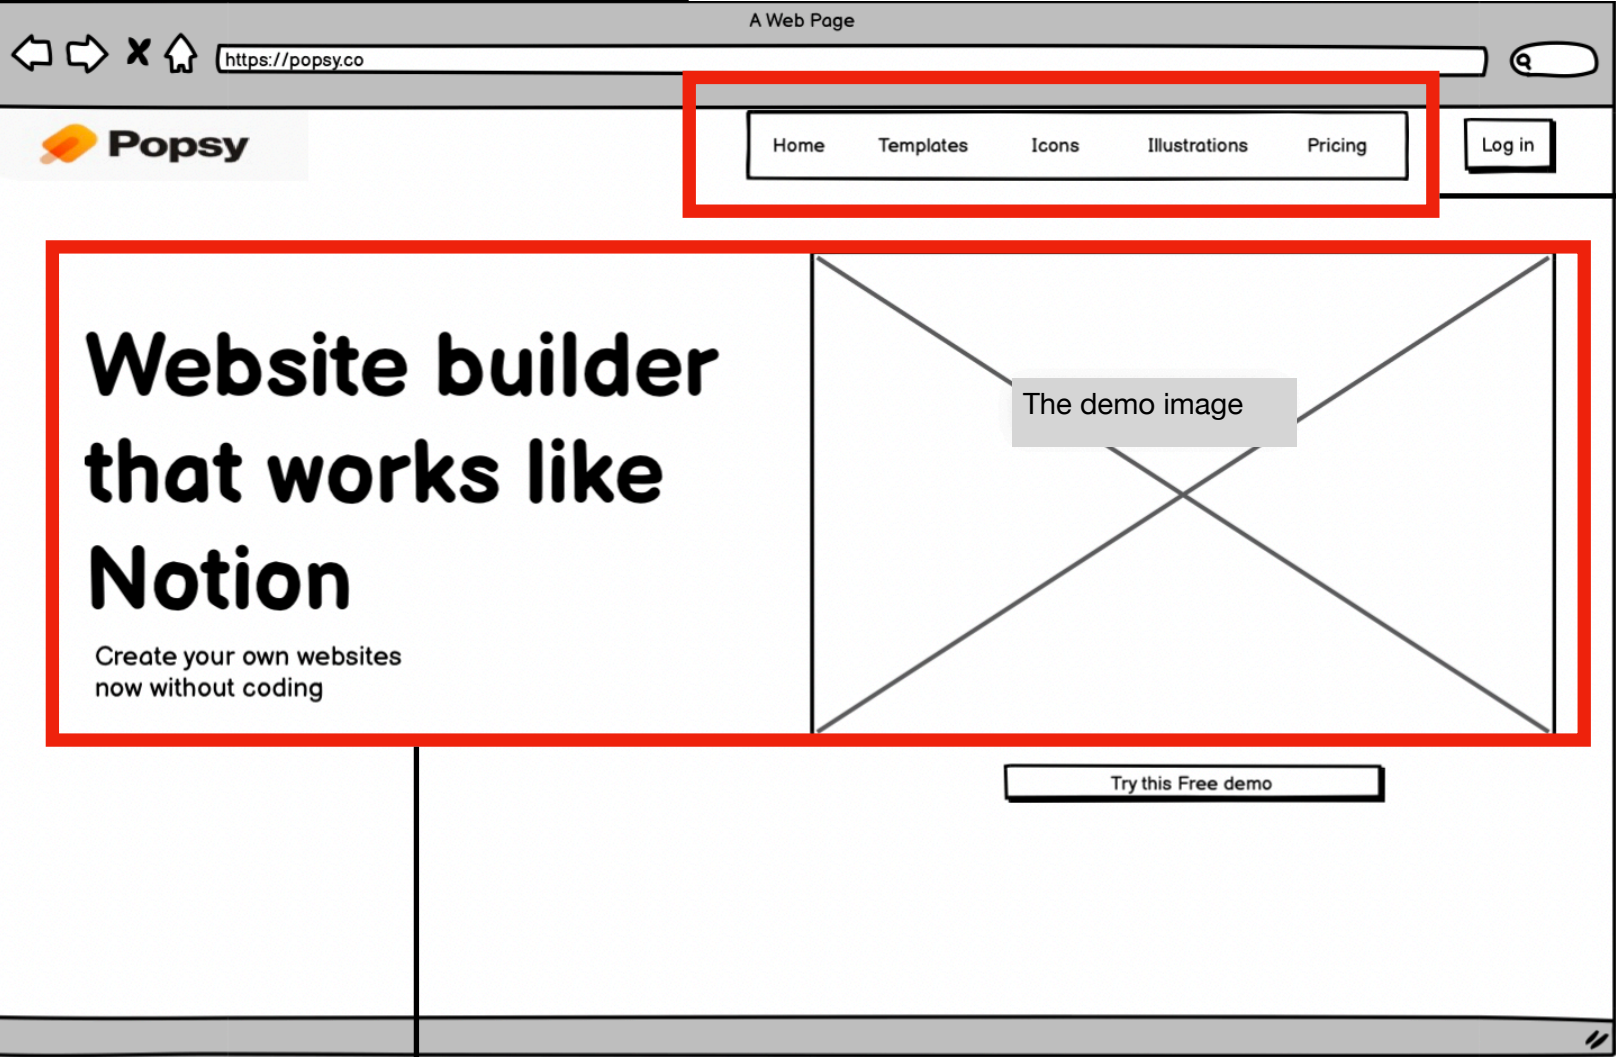 A Web Page
https://popsy.co
Popsy
Home Templates Icons Illustrations Pricing
Log in
Website builder
that works like
Notion
The demo image
Create your own websites
now without coding
Try this Free demo